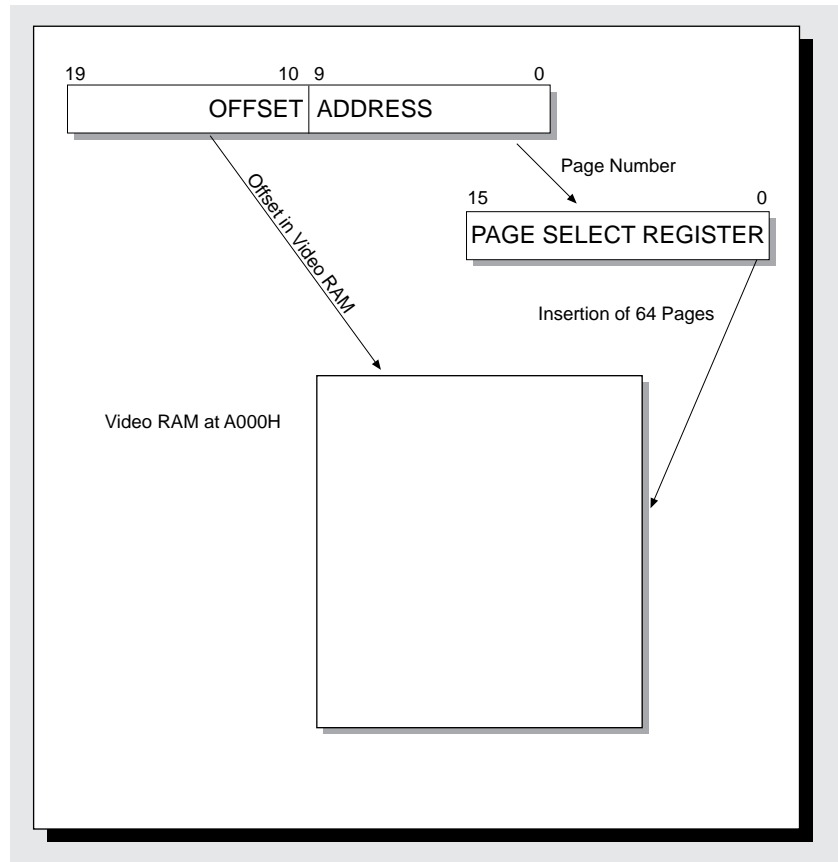 19 10 9 0
OFFSET ADDRESS
Page Number
15 0
PAGE SELECT REGISTER
Offset in Video RAM
Insertion of 64 Pages
Video RAM at A000H